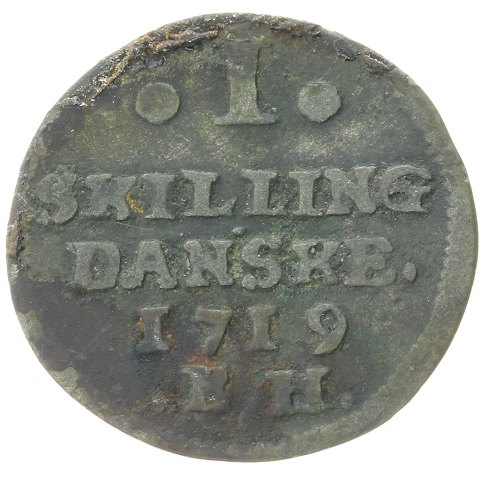 • 1 •
SKILLING
DANSKE.
1719
B H.